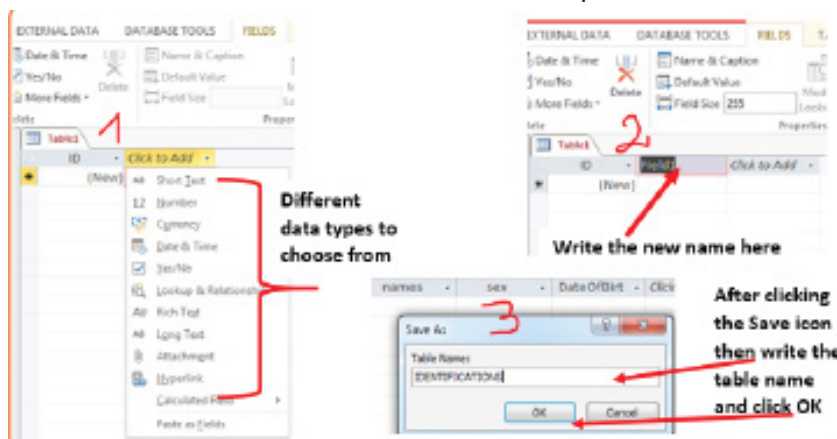 EXTERNAL DATA DATABASE TOOLS FIELDS
Date & Time
Name & Caption
Yes/No
Delete
Default Value
More Fields
Field Size
1
Table1
ID Click to Add
(New)
AB Short Text
12 Number
Currency
Date & Time
Yes/No
Lookup & Relationship
Rich Text
AB Long Text
Attachment
Hyperlink
Calculated Field
Paste as Fields
Different
data types to
choose from
EXTERNAL DATA DATABASE TOOLS FIELDS
Date & Time
Name & Caption
Yes/No
Delete
Default Value
More Fields
Field Size 255
Properties
2
Table1
ID Field1 Click to Add
(New)
Write the new name here
names sex DateOfBirt Click
3
Save As
Table Name:
IDENTIFICATIONS
OK Cancel
After clicking
the Save icon
then write the
table name
and click OK